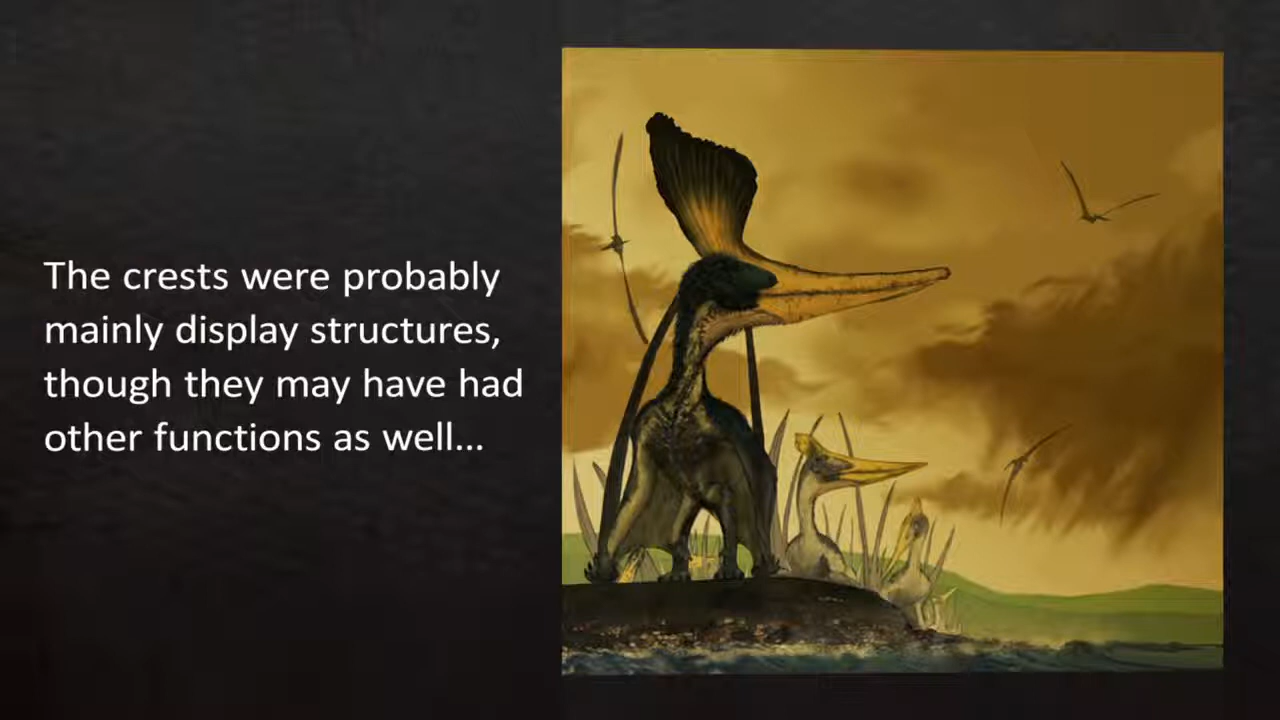 The crests were probably
mainly display structures,
though they may have had
other functions as well...